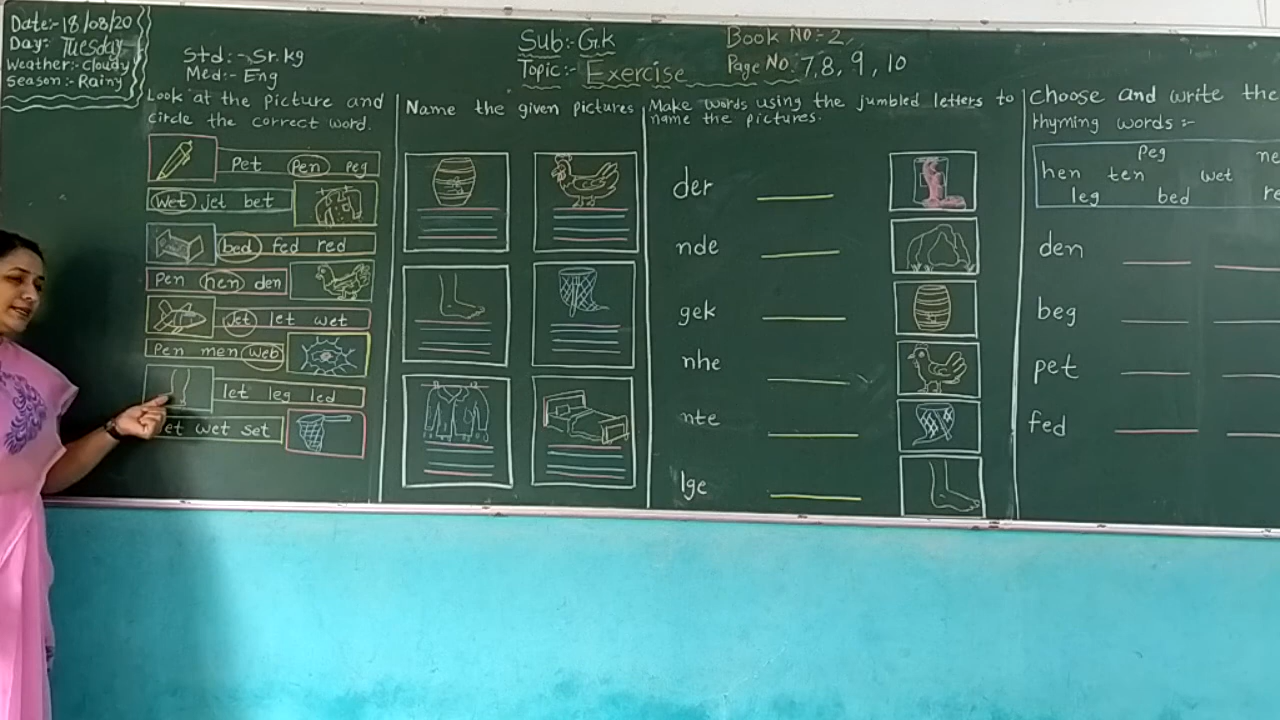 Date:- 18/08/20
Day:- Tuesday
Weather:- Cloudy
Season:- Rainy
Std:- Sr.kg
Med:- Eng
Sub:- G.k
Topic:- Exercise
Book No:- 2,
Page No. 7,8, 9, 10
Look at the picture and
circle the correct word.
Pet Pen peg
Wet jet bet
bed fed red
Pen hen den
Jet let wet
Pen men web
let leg led
et wet set
Name the given pictures
Make words using the jumbled letters to
name the pictures.
der
nde
gek
nhe
nte
lge
Choose and write the
rhyming words:-
Peg ne
hen ten wet
leg bed re
den
beg
pet
fed